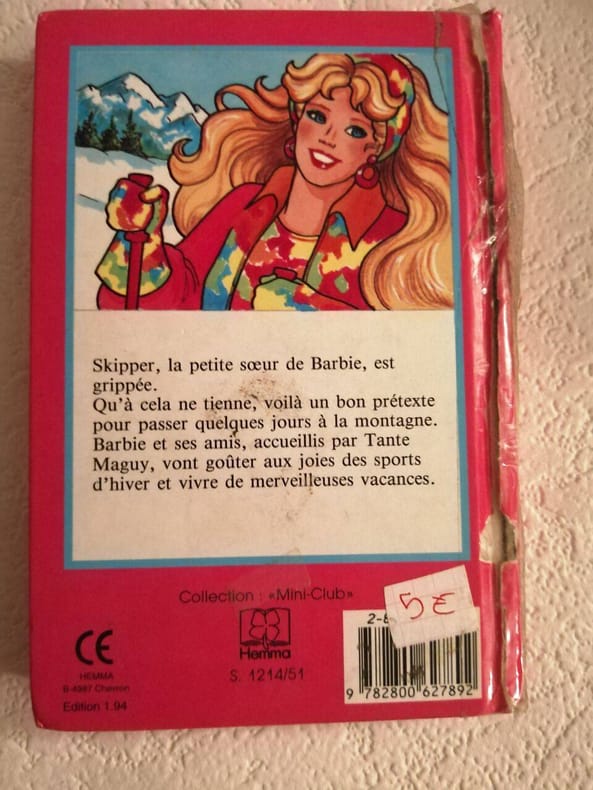 Skipper, la petite sœur de Barbie, est
grippée.
Qu'à cela ne tienne, voilà un bon prétexte
pour passer quelques jours à la montagne.
Barbie et ses amis, accueillis par Tante
Maguy, vont goûter aux joies des sports
d'hiver et vivre de merveilleuses vacances.
Collection : «Mini-Club»
5€
2-
CE
Hemma
HEMMA
S. 1214/51
B-4987 Chevron
9 782800 627892
Edition 1.94